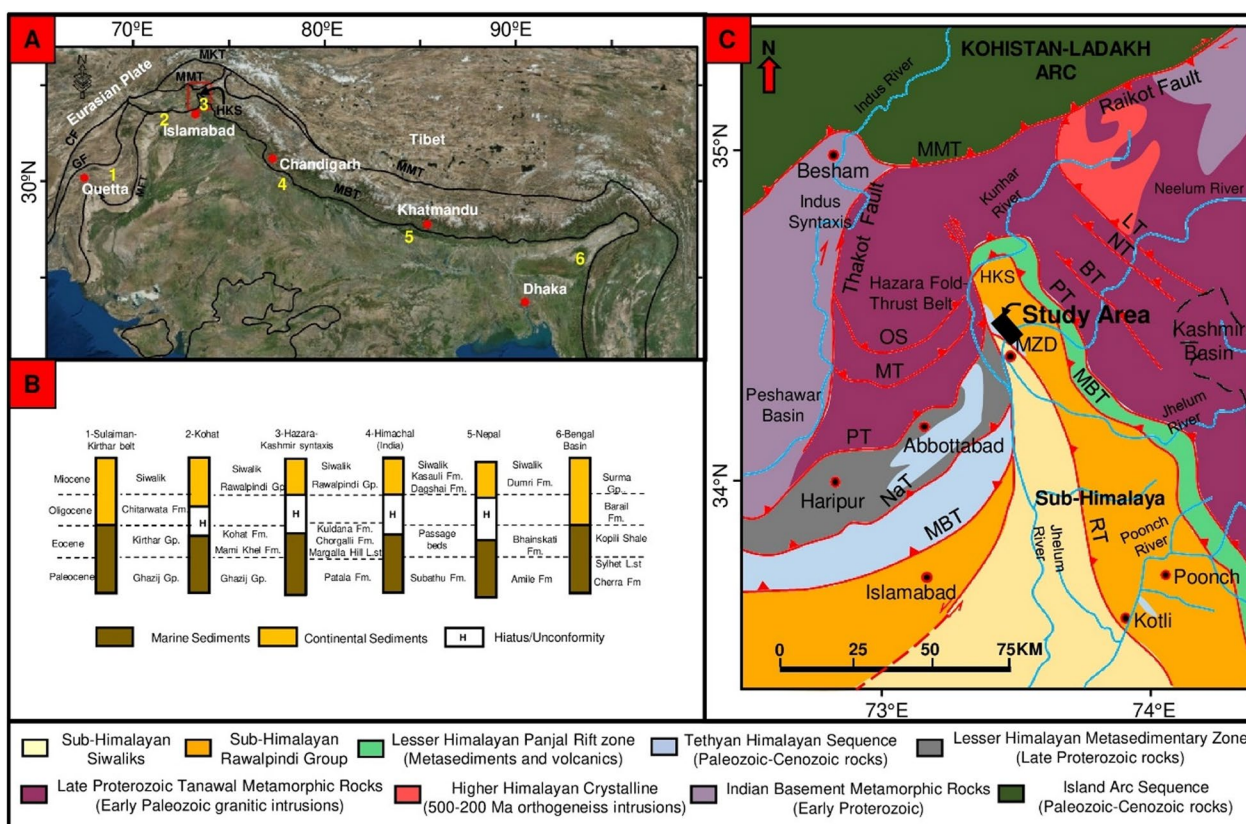 A
70ºE
80ºE
90ºE
30ºN
Eurasian Plate
MKT
MMT
HKS
3
2
Islamabad
CF
GF
1
Quetta
Tibet
Chandigarh
MMT
4
MBT
Khatmandu
5
6
Dhaka
B
1-Sulaiman-
Kirthar belt
2-Kohat
3-Hazara-
Kashmir syntaxis
4-Himachal
(India)
5-Nepal
6-Bengal
Basin
Miocene
Siwalik
Siwalik
Rawalpindi Gp.
Siwalik
Rawalpindi Gp.
Siwalik
Kasauli Fm.
Dagshai Fm.
Siwalik
Dumri Fm.
Surma
Gp.
Oligocene
Chitarwata Fm.
H
H
H
H
Barail
Fm.
Eocene
Kirthar Gp.
Kohat Fm.
Mami Khel Fm.
Kuldana Fm.
Chorgalli Fm.
Margalla Hill L.st
Passage
beds
Bhainskati
Fm.
Kopili Shale
Sylhet L.st
Paleocene
Ghazij Gp.
Ghazij Gp.
Patala Fm.
Subathu Fm.
Amile Fm
Cherra Fm
Marine Sediments
Continental Sediments
H
Hiatus/Unconformity
C
N
KOHISTAN-LADAKH
ARC
Indus River
Raikot Fault
35ºN
34ºN
73ºE
74ºE
MMT
Besham
Indus
Syntaxis
Thakot Fault
Kunhar
River
Neelum River
LT
NT
BT
PT
HKS
Hazara Fold-
Thrust Belt
Study Area
MZD
Kashmir
Basin
OS
MT
MBT
Peshawar
Basin
PT
Abbottabad
Jhelum
River
Haripur
NaT
MBT
Sub-Himalaya
RT
Jhelum
River
Poonch
River
Poonch
Islamabad
Kotli
0
25
50
75KM
Sub-Himalayan
Siwaliks
Sub-Himalayan
Rawalpindi Group
Lesser Himalayan Panjal Rift zone
(Metasediments and volcanics)
Tethyan Himalayan Sequence
(Paleozoic-Cenozoic rocks)
Lesser Himalayan Metasedimentary Zone
(Late Proterozoic rocks)
Late Proterozoic Tanawal Metamorphic Rocks
(Early Paleozoic granitic intrusions)
Higher Himalayan Crystalline
(500-200 Ma orthogeneiss intrusions)
Indian Basement Metamorphic Rocks
(Early Proterozoic)
Island Arc Sequence
(Paleozoic-Cenozoic rocks)